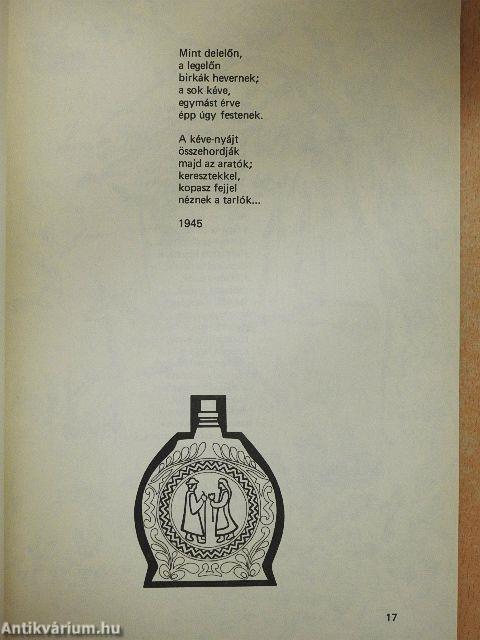 Mint delelőn,
a legelőn
birkák hevernek;
a sok kéve,
egymást érve
épp úgy festenek.
A kéve-nyájt
összehordják
majd az aratók;
keresztekkel,
kopasz fejjel
néznek a tarlók...
1945
17
Antikvárium.hu